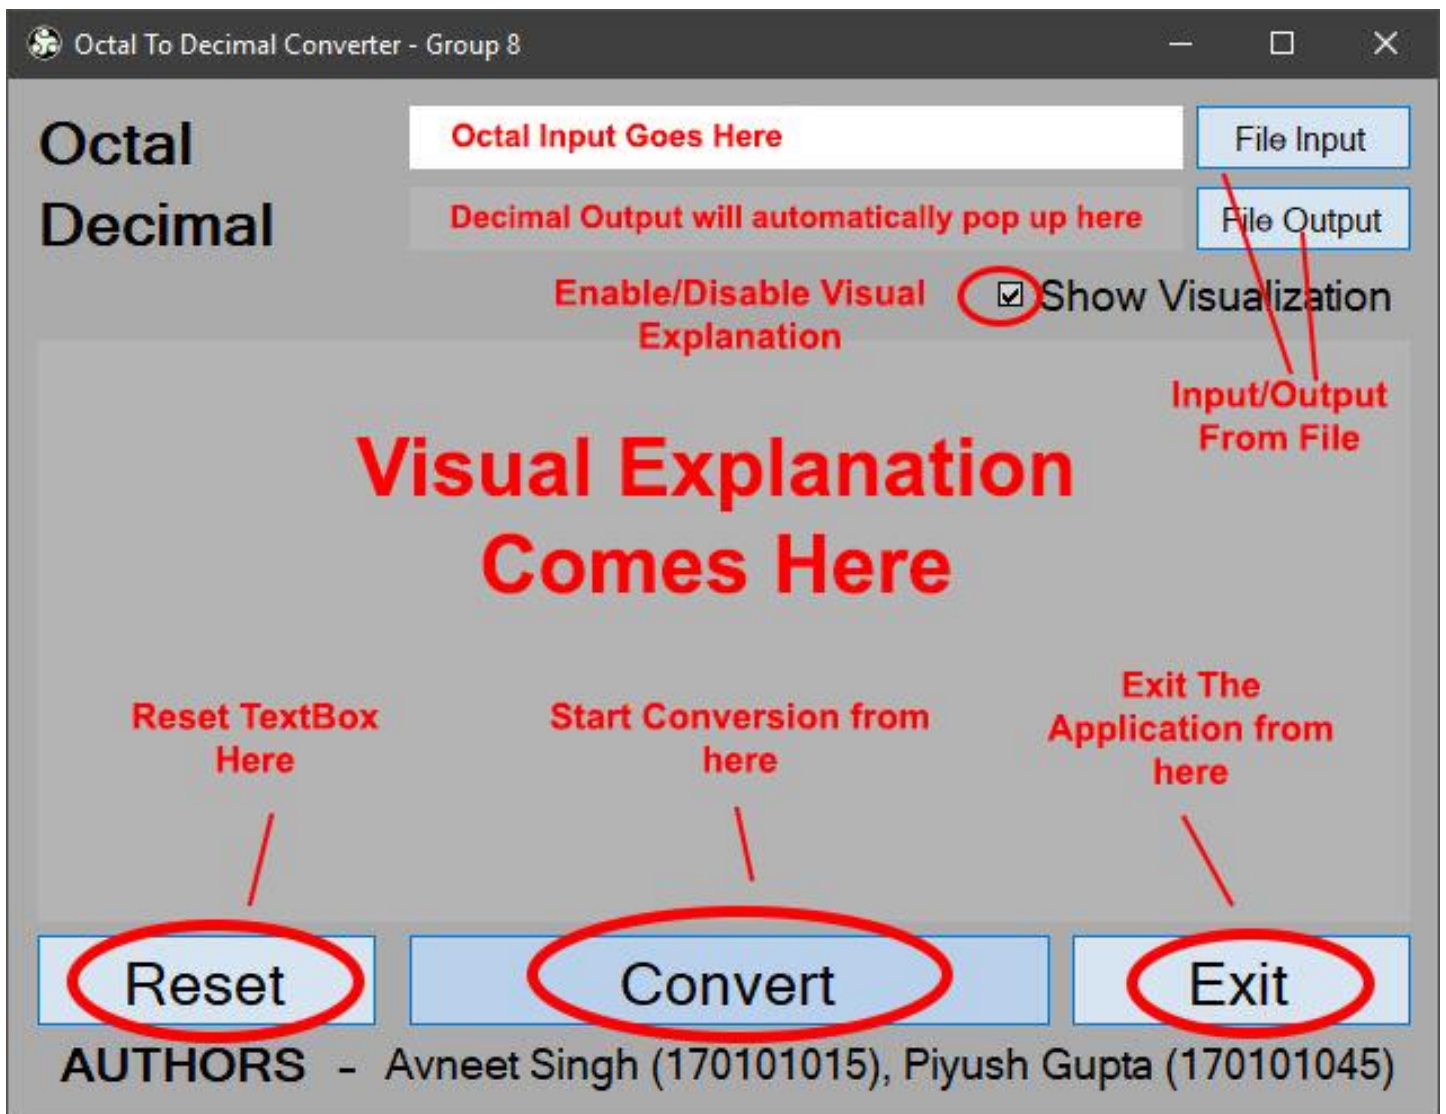 Octal To Decimal Converter - Group 8
Octal
Octal Input Goes Here
File Input
Decimal
Decimal Output will automatically pop up here
File Output
Enable/Disable Visual
Explanation
Show Visualization
Input/Output
From File
Visual Explanation
Comes Here
Reset TextBox
Here
Start Conversion from
here
Exit The
Application from
here
Reset
Convert
Exit
AUTHORS - Avneet Singh (170101015), Piyush Gupta (170101045)